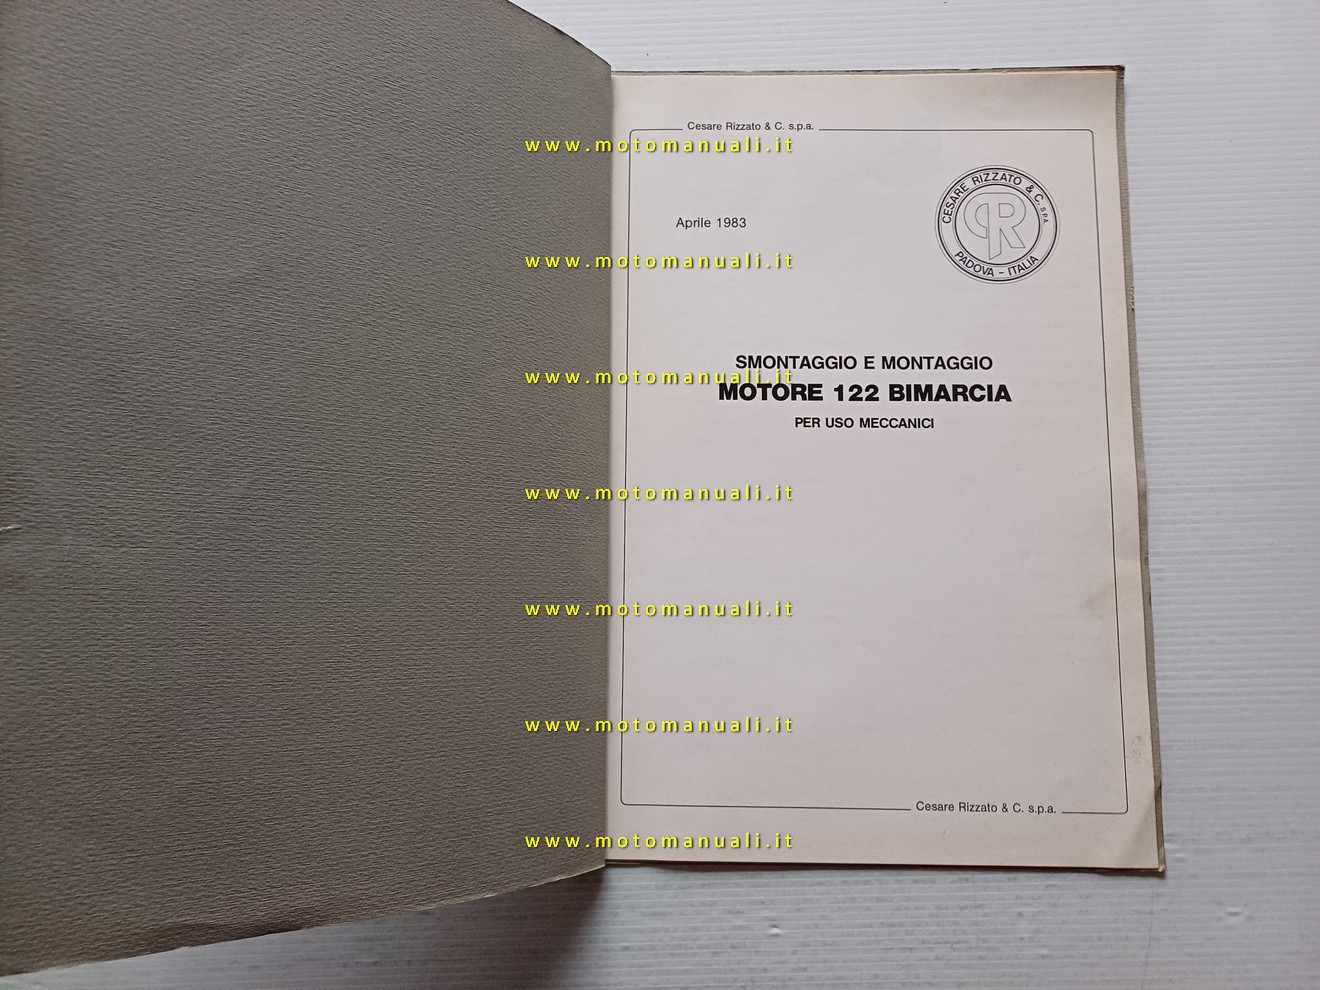 Cesare Rizzato & C. s.p.a.
www.motomanuali.it
CESARE RIZZATO & C. S.P.A.
PADOVA - ITALIA
CR
Aprile 1983
www.motomanuali.it
SMONTAGGIO E MONTAGGIO
www.motomanuali.it
MOTORE 122 BIMARCIA
PER USO MECCANICI
www.motomanuali.it
www.motomanuali.it
www.motomanuali.it
Cesare Rizzato & C. s.p.a.
www.motomanuali.it